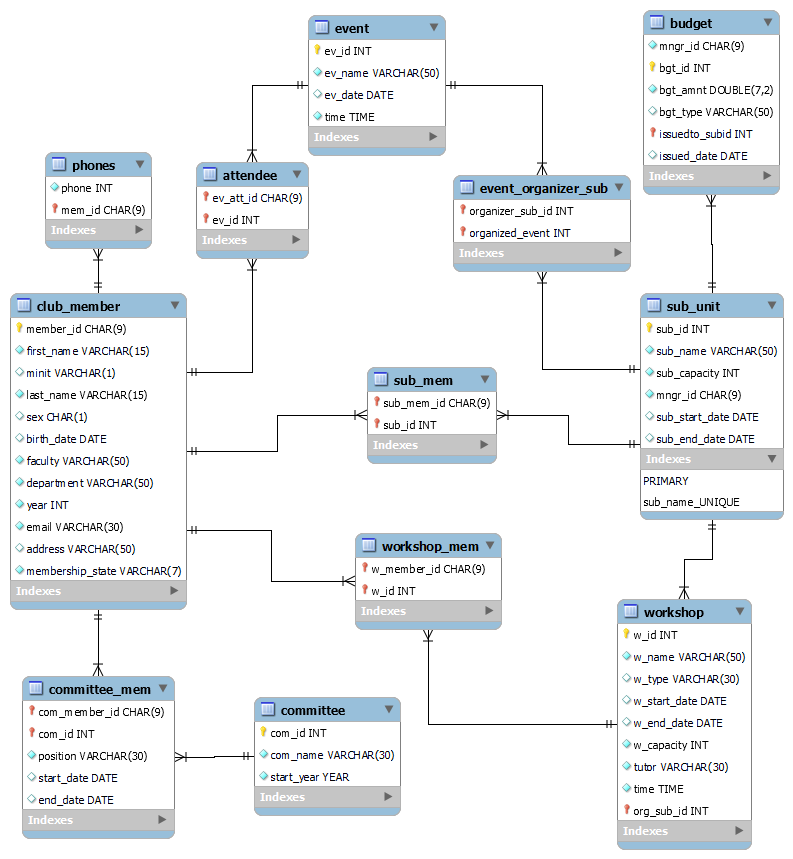 event
ev_id INT
ev_name VARCHAR(50)
ev_date DATE
time TIME
Indexes
budget
mngr_id CHAR(9)
bgt_id INT
bgt_amnt DOUBLE(7,2)
bgt_type VARCHAR(50)
issuedto_subid INT
issued_date DATE
Indexes
phones
phone INT
mem_id CHAR(9)
Indexes
attendee
ev_att_id CHAR(9)
ev_id INT
Indexes
event_organizer_sub
organizer_sub_id INT
organized_event INT
Indexes
club_member
member_id CHAR(9)
first_name VARCHAR(15)
minit VARCHAR(1)
last_name VARCHAR(15)
sex CHAR(1)
birth_date DATE
faculty VARCHAR(50)
department VARCHAR(50)
year INT
email VARCHAR(30)
address VARCHAR(50)
membership_state VARCHAR(7)
Indexes
sub_unit
sub_id INT
sub_name VARCHAR(50)
sub_capacity INT
mngr_id CHAR(9)
sub_start_date DATE
sub_end_date DATE
Indexes
PRIMARY
sub_name_UNIQUE
sub_mem
sub_mem_id CHAR(9)
sub_id INT
Indexes
workshop_mem
w_member_id CHAR(9)
w_id INT
Indexes
workshop
w_id INT
w_name VARCHAR(50)
w_type VARCHAR(30)
w_start_date DATE
w_end_date DATE
w_capacity INT
tutor VARCHAR(30)
time TIME
org_sub_id INT
Indexes
committee_mem
com_member_id CHAR(9)
com_id INT
position VARCHAR(30)
start_date DATE
end_date DATE
Indexes
committee
com_id INT
com_name VARCHAR(30)
start_year YEAR
Indexes